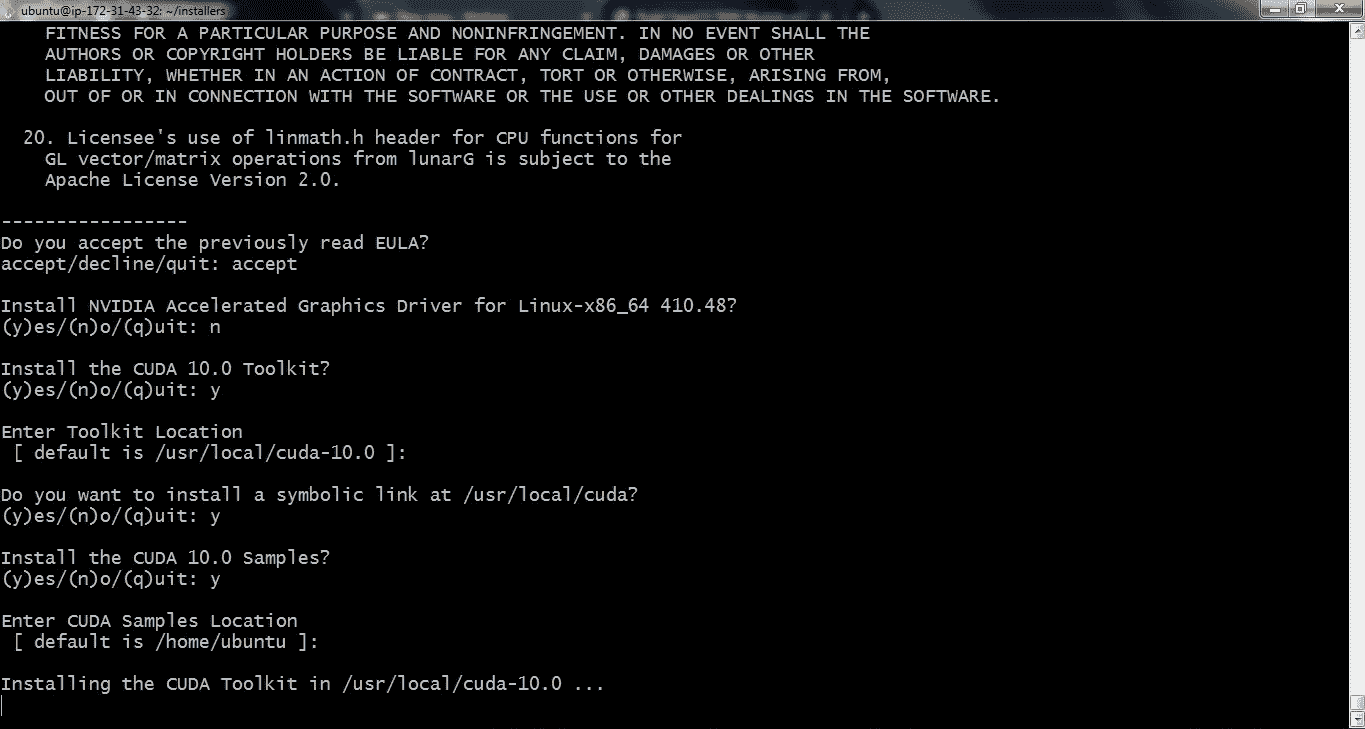 ubuntu@ip-172-31-43-32: ~/installers
FITNESS FOR A PARTICULAR PURPOSE AND NONINFRINGEMENT. IN NO EVENT SHALL THE
AUTHORS OR COPYRIGHT HOLDERS BE LIABLE FOR ANY CLAIM, DAMAGES OR OTHER
LIABILITY, WHETHER IN AN ACTION OF CONTRACT, TORT OR OTHERWISE, ARISING FROM,
OUT OF OR IN CONNECTION WITH THE SOFTWARE OR THE USE OR OTHER DEALINGS IN THE SOFTWARE.
20. Licensee's use of linmath.h header for CPU functions for
GL vector/matrix operations from lunarG is subject to the
Apache License Version 2.0.
-----------------
Do you accept the previously read EULA?
accept/decline/quit: accept
Install NVIDIA Accelerated Graphics Driver for Linux-x86_64 410.48?
(y)es/(n)o/(q)uit: n
Install the CUDA 10.0 Toolkit?
(y)es/(n)o/(q)uit: y
Enter Toolkit Location
[ default is /usr/local/cuda-10.0 ]:
Do you want to install a symbolic link at /usr/local/cuda?
(y)es/(n)o/(q)uit: y
Install the CUDA 10.0 Samples?
(y)es/(n)o/(q)uit: y
Enter CUDA Samples Location
[ default is /home/ubuntu ]:
Installing the CUDA Toolkit in /usr/local/cuda-10.0 ...